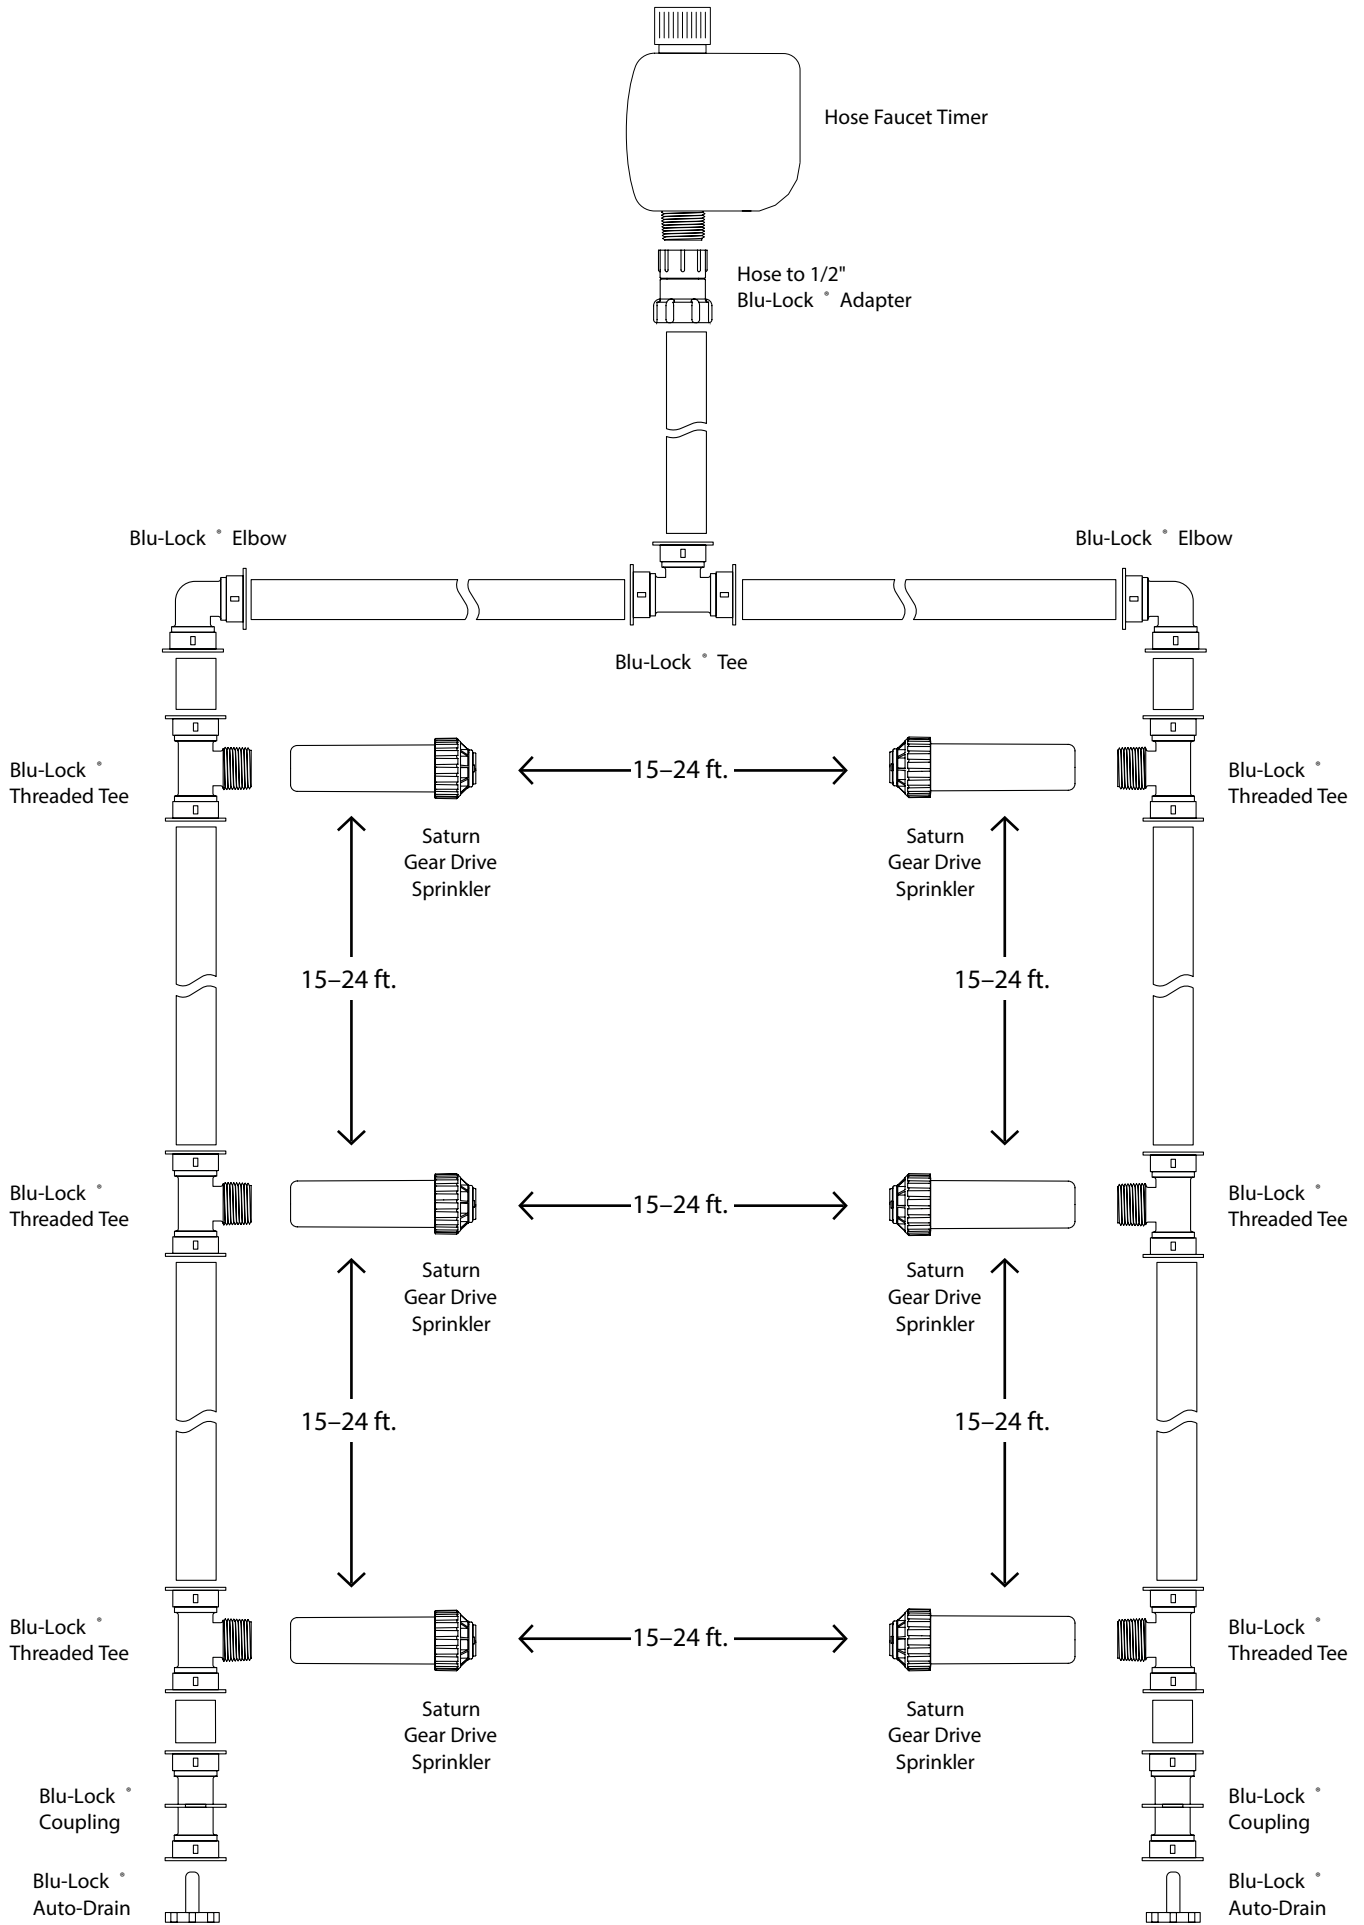 Hose Faucet Timer
Hose to 1/2"
Blu-Lock ® Adapter
Blu-Lock ® Elbow
Blu-Lock ® Elbow
Blu-Lock ® Tee
Blu-Lock ®
Threaded Tee
15–24 ft.
Blu-Lock ®
Threaded Tee
Saturn
Gear Drive
Sprinkler
Saturn
Gear Drive
Sprinkler
15–24 ft.
15–24 ft.
Blu-Lock ®
Threaded Tee
15–24 ft.
Blu-Lock ®
Threaded Tee
Saturn
Gear Drive
Sprinkler
Saturn
Gear Drive
Sprinkler
15–24 ft.
15–24 ft.
Blu-Lock ®
Threaded Tee
15–24 ft.
Blu-Lock ®
Threaded Tee
Saturn
Gear Drive
Sprinkler
Saturn
Gear Drive
Sprinkler
Blu-Lock ®
Coupling
Blu-Lock ®
Coupling
Blu-Lock ®
Auto-Drain
Blu-Lock ®
Auto-Drain